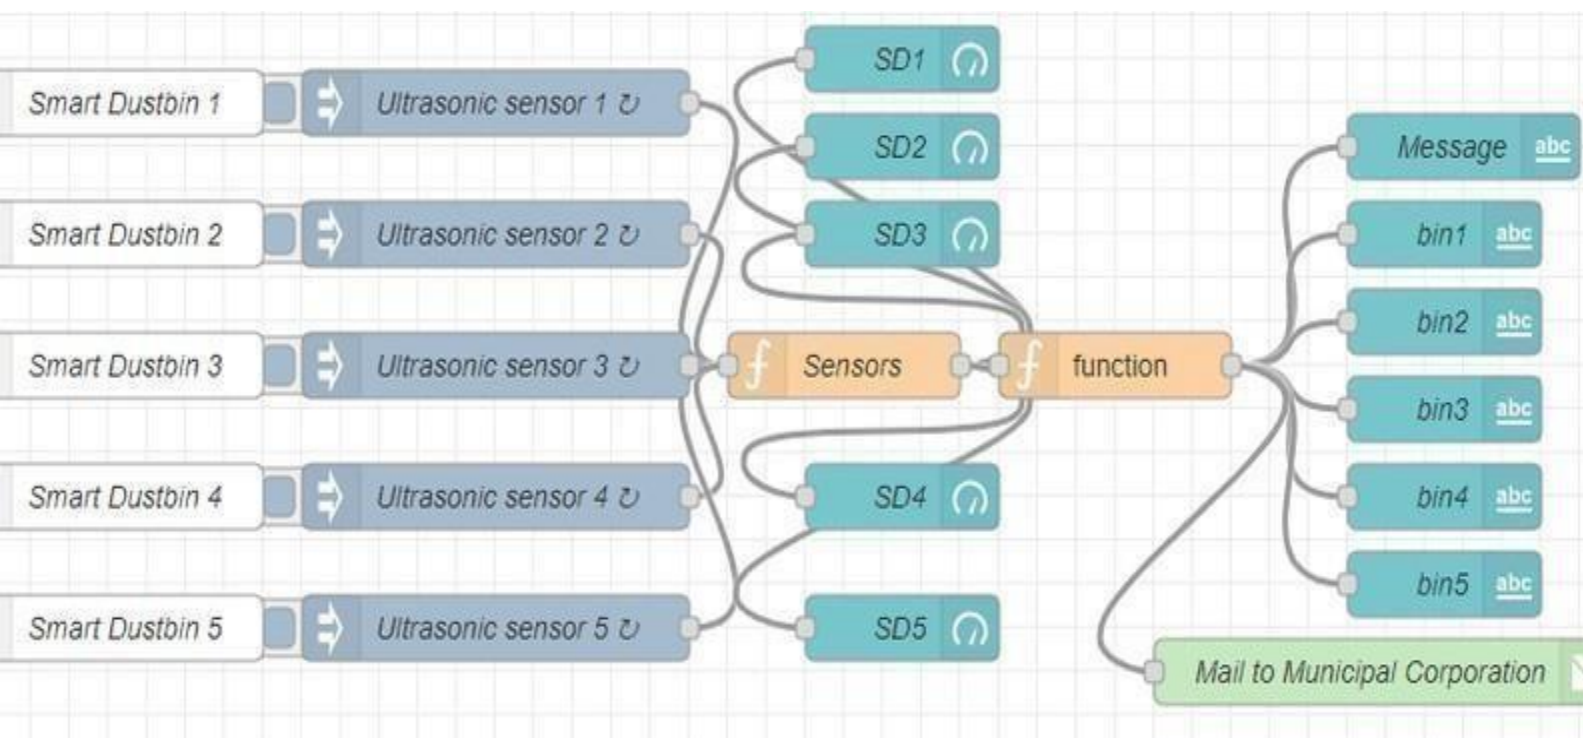 Smart Dustbin 1
Ultrasonic sensor 1 ↻
SD1
SD2
Message abc
Smart Dustbin 2
Ultrasonic sensor 2 ↻
SD3
bin1 abc
bin2 abc
Smart Dustbin 3
Ultrasonic sensor 3 ↻
f Sensors
f function
bin3 abc
Smart Dustbin 4
Ultrasonic sensor 4 ↻
SD4
bin4 abc
bin5 abc
Smart Dustbin 5
Ultrasonic sensor 5 ↻
SD5
Mail to Municipal Corporation